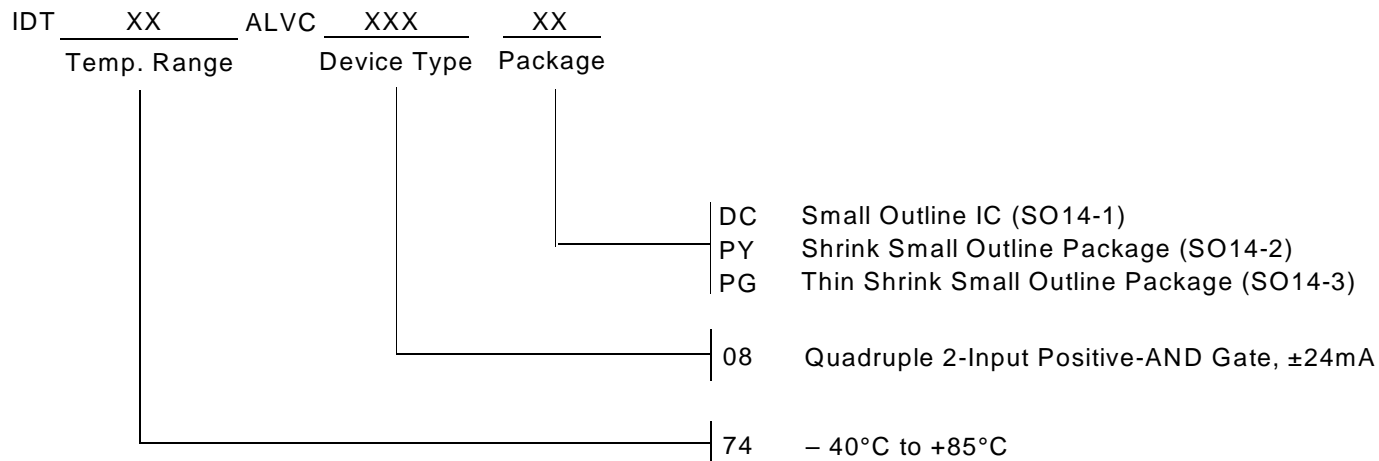 IDT XX ALVC XXX XX
Temp. Range Device Type Package
DC Small Outline IC (SO14-1)
PY Shrink Small Outline Package (SO14-2)
PG Thin Shrink Small Outline Package (SO14-3)
08 Quadruple 2-Input Positive-AND Gate, ±24mA
74 – 40°C to +85°C